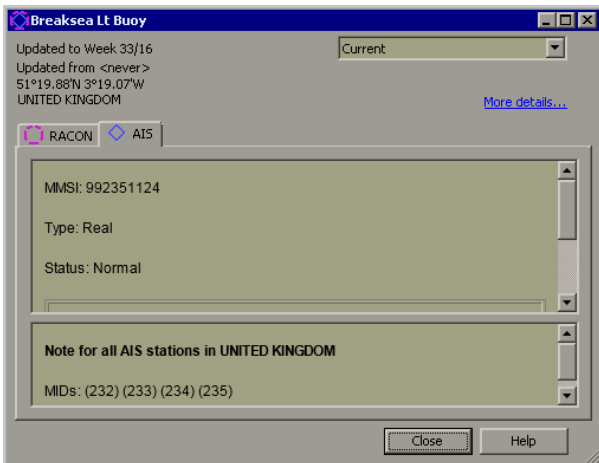 Breaksea Lt Buoy
Updated to Week 33/16
Current
Updated from <never>
51°19.88'N 3°19.07'W
UNITED KINGDOM
More details...
RACON
AIS
MMSI: 992351124
Type: Real
Status: Normal
Note for all AIS stations in UNITED KINGDOM
MIDs: (232) (233) (234) (235)
Close
Help